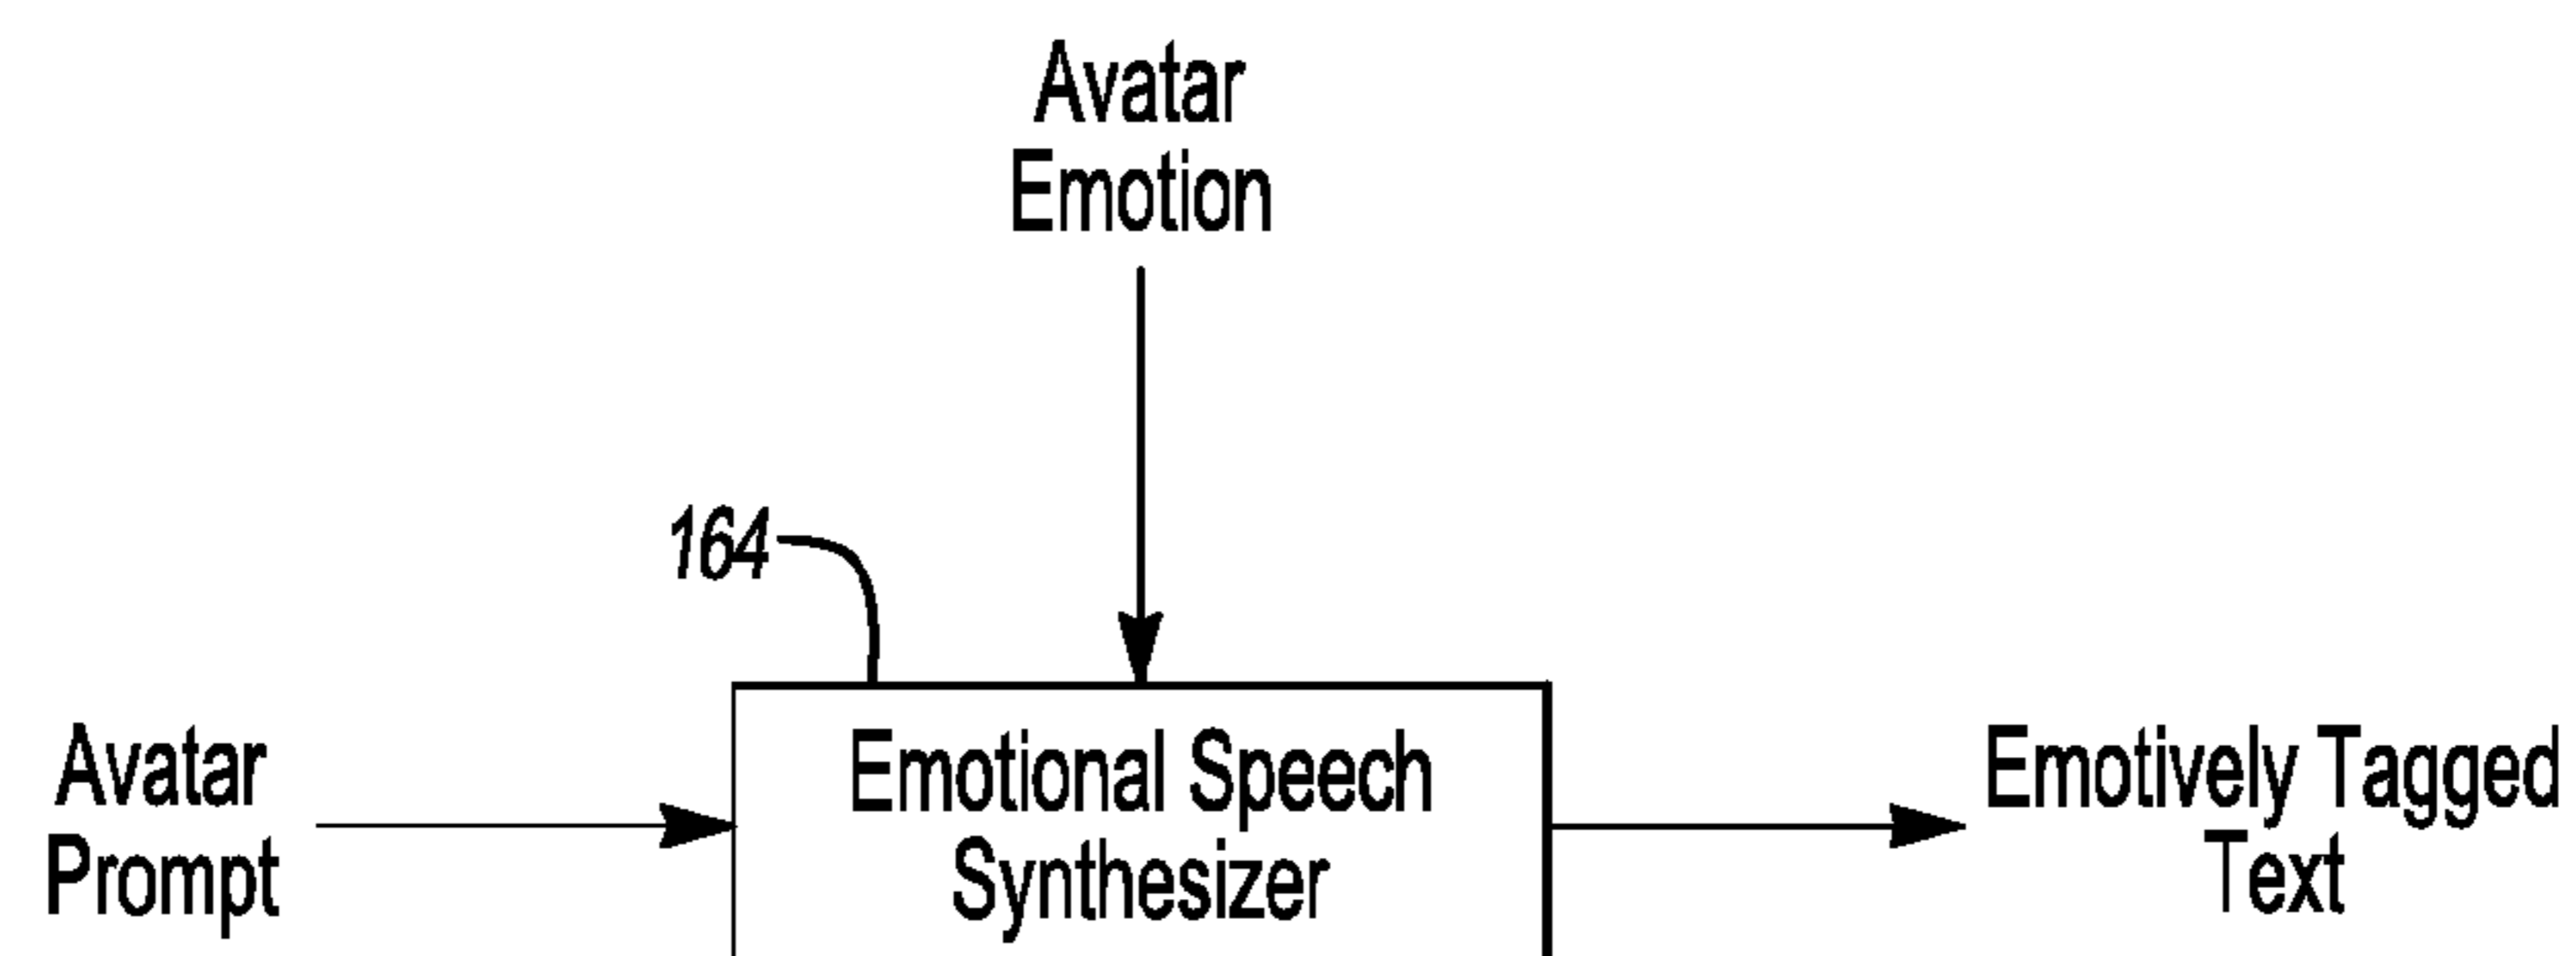 Avatar
Emotion
164
Avatar
Prompt
Emotional Speech
Synthesizer
Emotively Tagged
Text